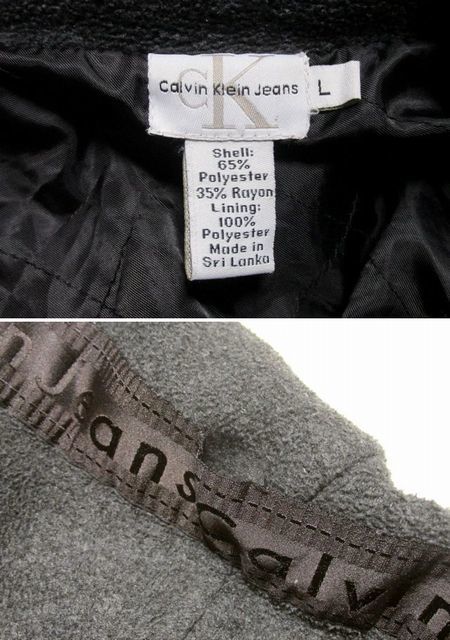 CK
Calvin Klein Jeans
L
Shell:
65%
Polyester
35% Rayon
Lining:
100%
Polyester
Made in
Sri Lanka
n Jeans Calvin